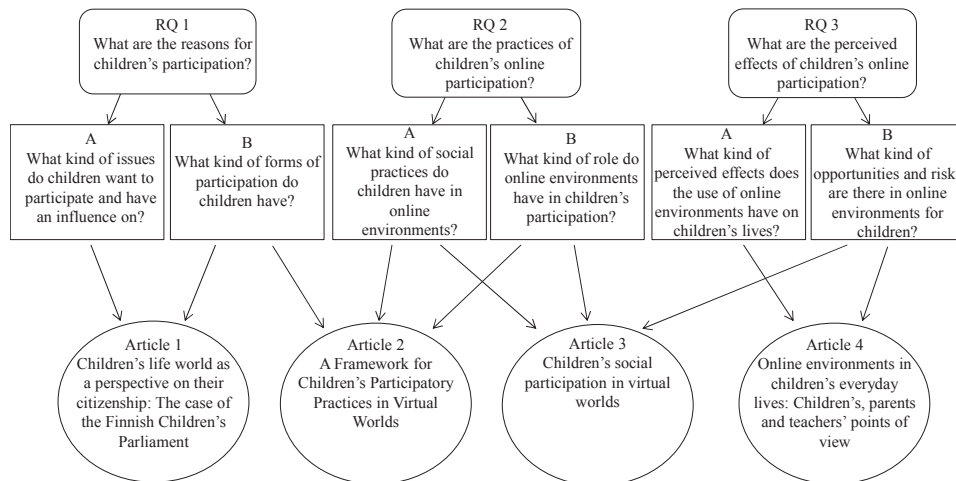 RQ 1
What are the reasons for
children's participation?
RQ 2
What are the practices of
children's online
participation?
RQ 3
What are the perceived
effects of children's online
participation?
A
What kind of issues
do children want to
participate and have
an influence on?
B
What kind of forms of
participation do
children have?
A
What kind of social
practices do
children have in
online
environments?
B
What kind of role do
online environments
have in children's
participation?
A
What kind of
perceived effects does
the use of online
environments have on
children's lives?
B
What kind of
opportunities and risk
are there in online
environments for
children?
Article 1
Children's life world as
a perspective on their
citizenship: The case of
the Finnish Children's
Parliament
Article 2
A Framework for
Children's Participatory
Practices in Virtual
Worlds
Article 3
Children's social
participation in virtual
worlds
Article 4
Online environments in
children's everyday
lives: Children's, parents
and teachers' points of
view